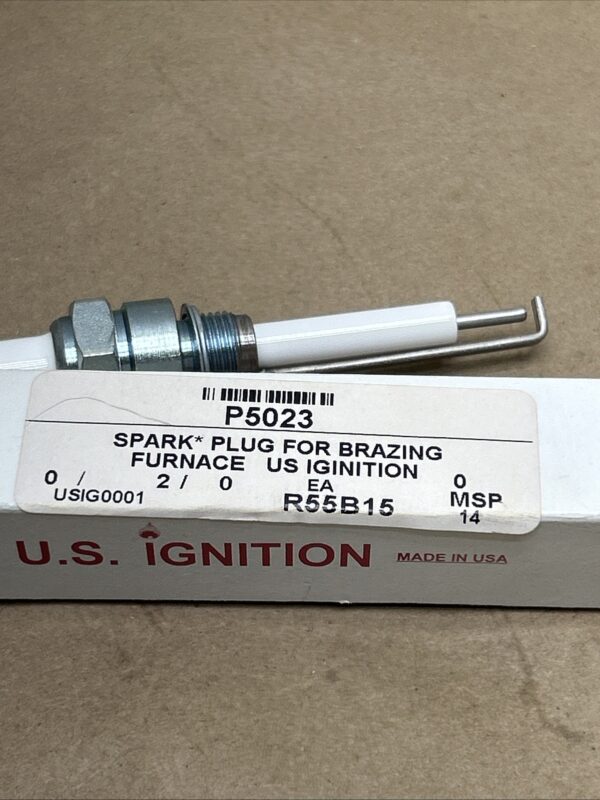 P5023
SPARK* PLUG FOR BRAZING
FURNACE US IGINITION
0 / 2 / 0 EA 0
USIG0001 R55B15 MSP
14
U.S. IGNITION MADE IN USA